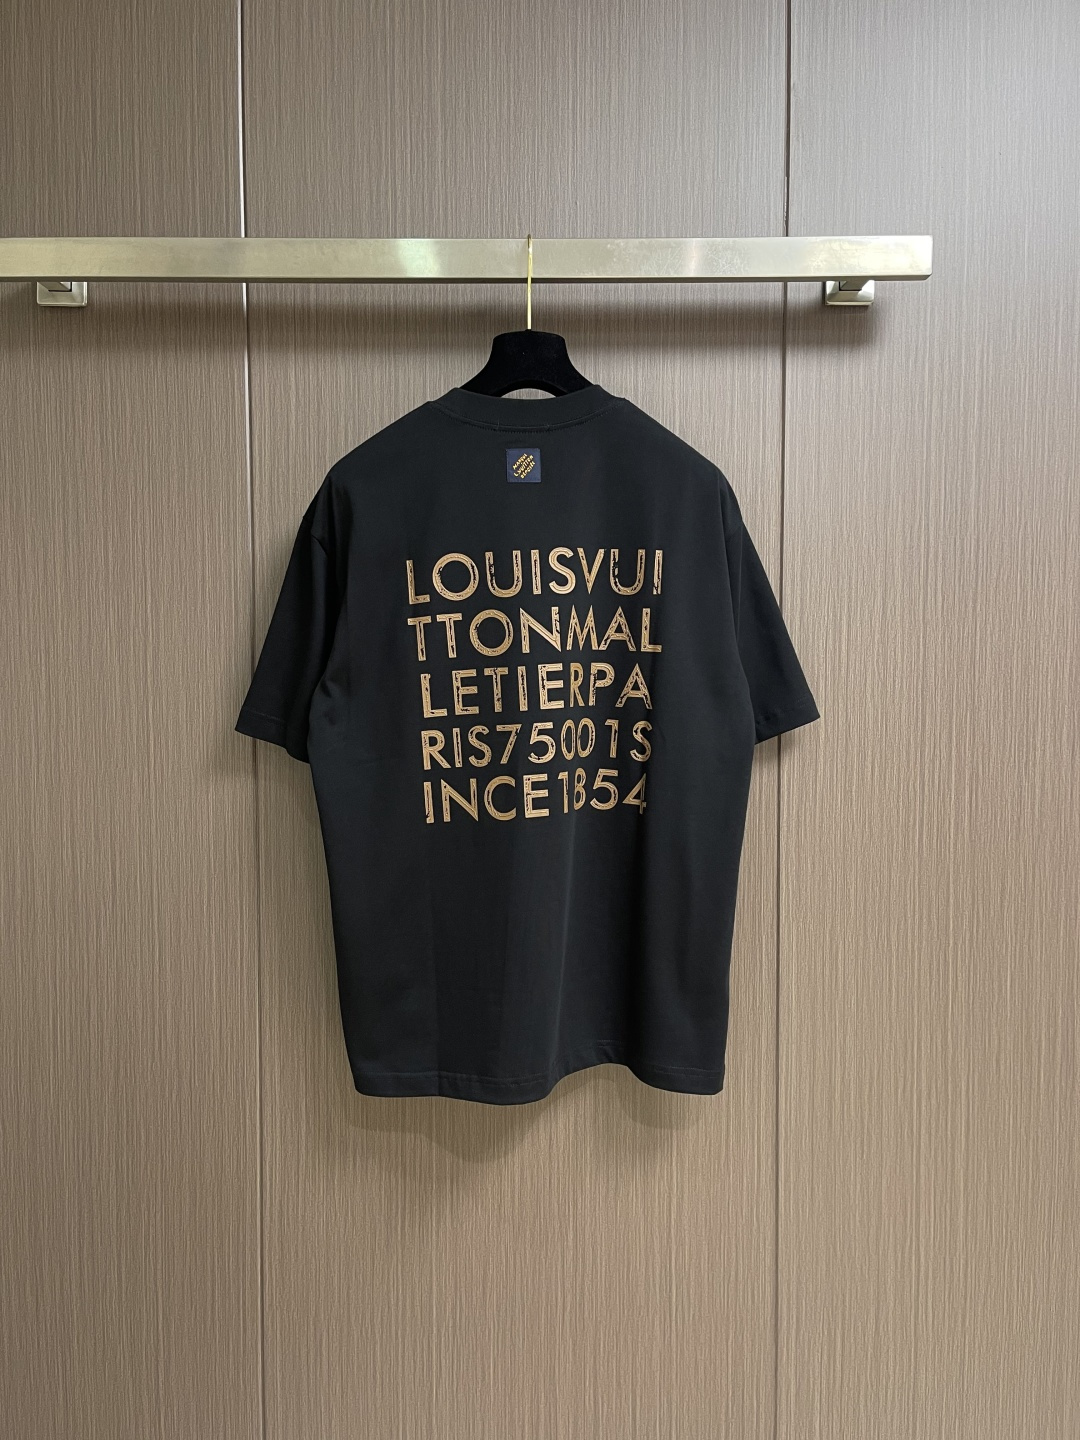 LOUISVUI
TTONMAL
LETIERPA
RIS75001S
INCE1854